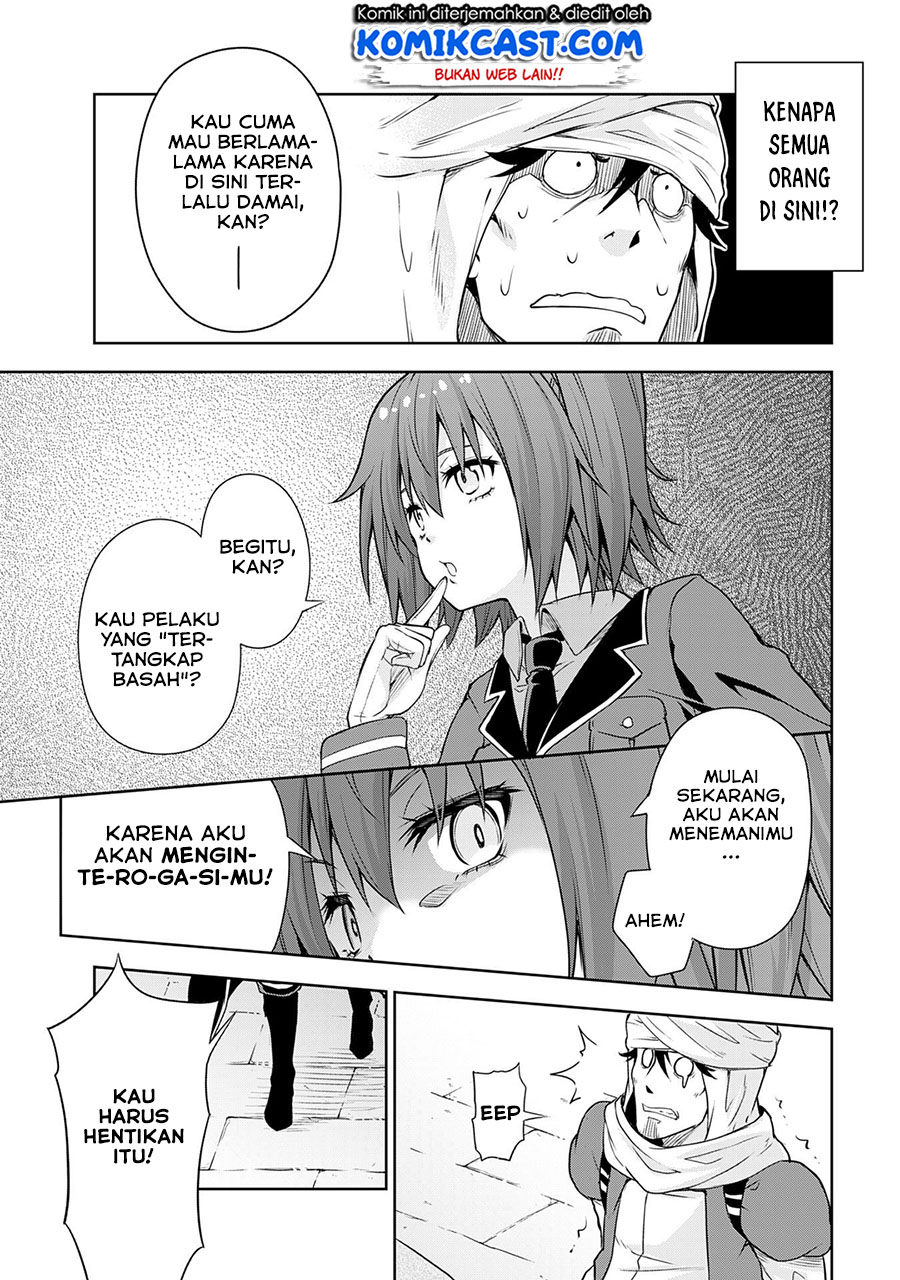 Komik ini diterjemahkan & diedit oleh
KOMIKCAST.COM
BUKAN WEB LAIN!!
KENAPA
SEMUA
ORANG
DI SINI!?
KAU CUMA
MAU BERLAMA-
LAMA KARENA
DI SINI TER-
LALU DAMAI,
KAN?
BEGITU,
KAN?
KAU PELAKU
YANG "TER-
TANGKAP
BASAH"?
MULAI
SEKARANG,
AKU AKAN
MENEMANIMU
...
AHEM!
KARENA AKU
AKAN MENGIN-
TE-RO-GA-SI-MU!
EEP
KAU
HARUS
HENTIKAN
ITU!